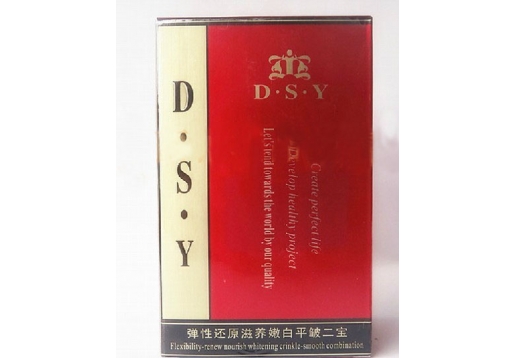 D·S·Y
D·S·Y
Create perfect life
Develop healthy project
Let's tend towards the world by our quality
弹性还原滋养嫩白平皱二宝
Flexibility-renew nourish whitening crinkle-smooth combination